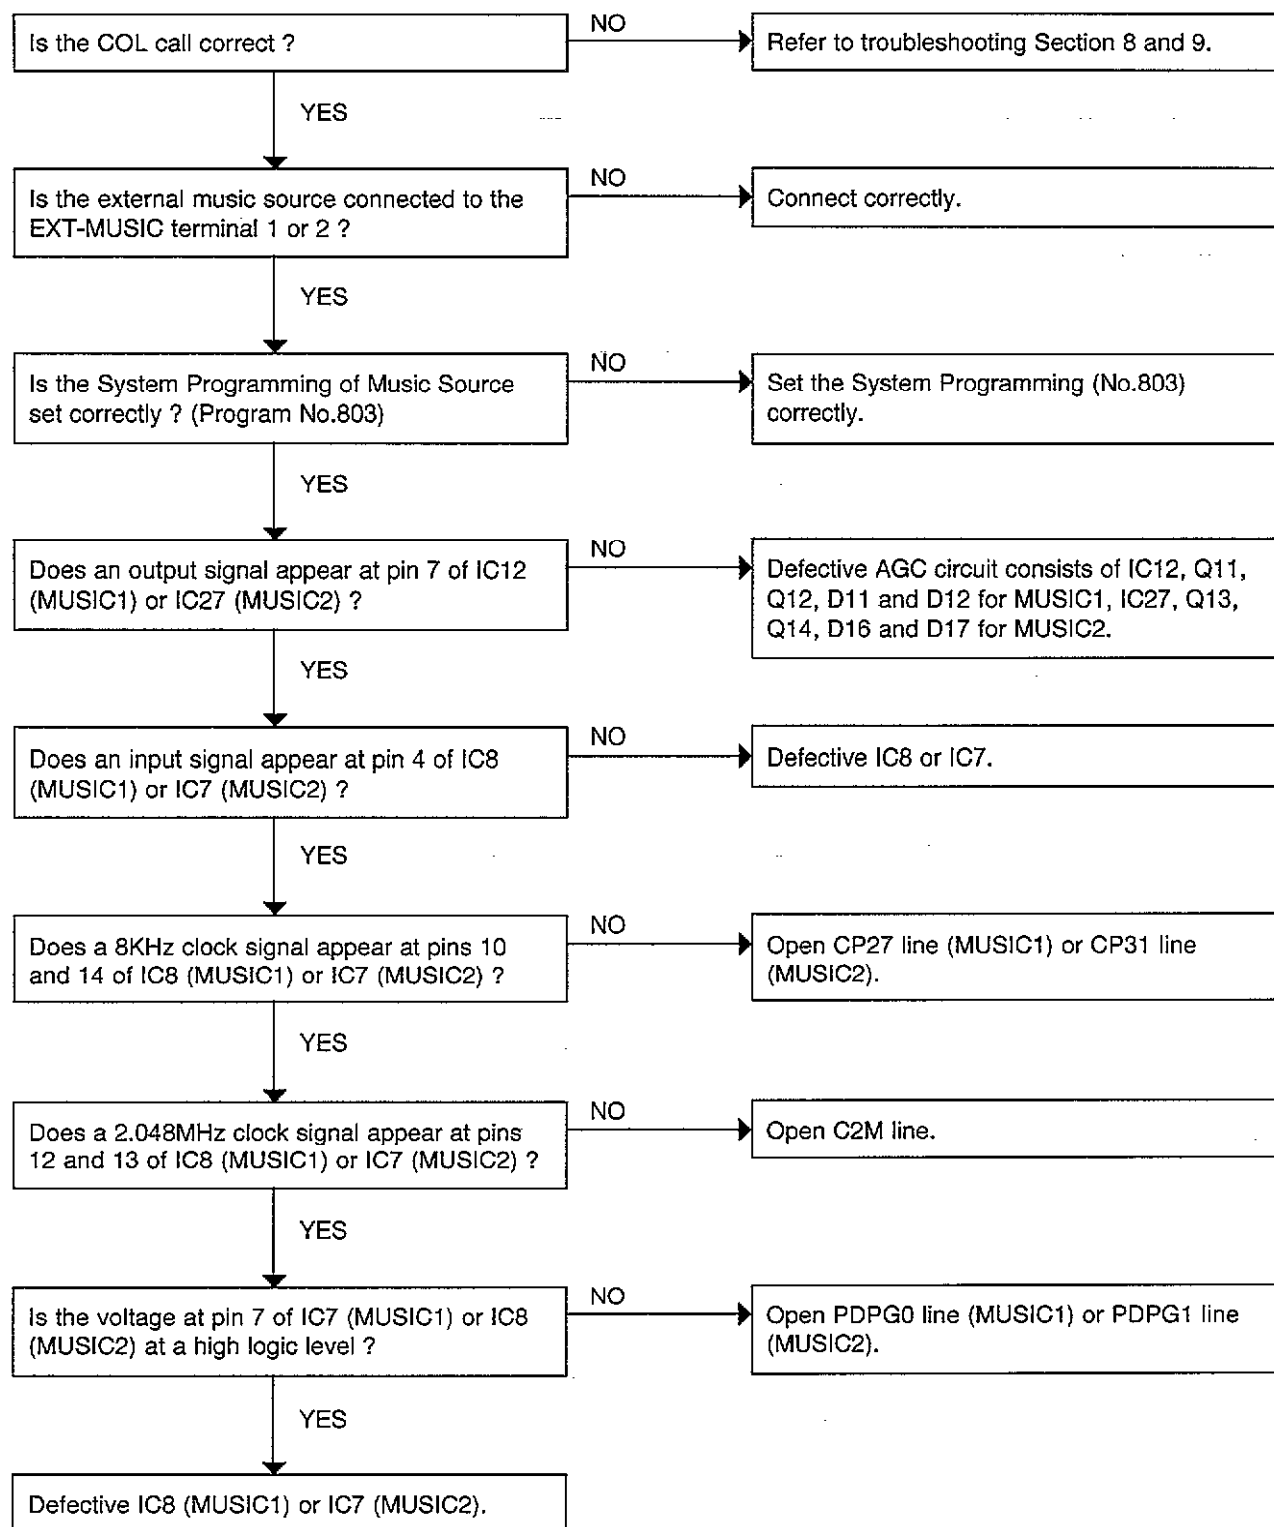 Is the COL call correct ?
NO
Refer to troubleshooting Section 8 and 9.
YES
Is the external music source connected to the
EXT-MUSIC terminal 1 or 2 ?
NO
Connect correctly.
YES
Is the System Programming of Music Source
set correctly ? (Program No.803)
NO
Set the System Programming (No.803)
correctly.
YES
Does an output signal appear at pin 7 of IC12
(MUSIC1) or IC27 (MUSIC2) ?
NO
Defective AGC circuit consists of IC12, Q11,
Q12, D11 and D12 for MUSIC1, IC27, Q13,
Q14, D16 and D17 for MUSIC2.
YES
Does an input signal appear at pin 4 of IC8
(MUSIC1) or IC7 (MUSIC2) ?
NO
Defective IC8 or IC7.
YES
Does a 8KHz clock signal appear at pins 10
and 14 of IC8 (MUSIC1) or IC7 (MUSIC2) ?
NO
Open CP27 line (MUSIC1) or CP31 line
(MUSIC2).
YES
Does a 2.048MHz clock signal appear at pins
12 and 13 of IC8 (MUSIC1) or IC7 (MUSIC2) ?
NO
Open C2M line.
YES
Is the voltage at pin 7 of IC7 (MUSIC1) or IC8
(MUSIC2) at a high logic level ?
NO
Open PDPG0 line (MUSIC1) or PDPG1 line
(MUSIC2).
YES
Defective IC8 (MUSIC1) or IC7 (MUSIC2).